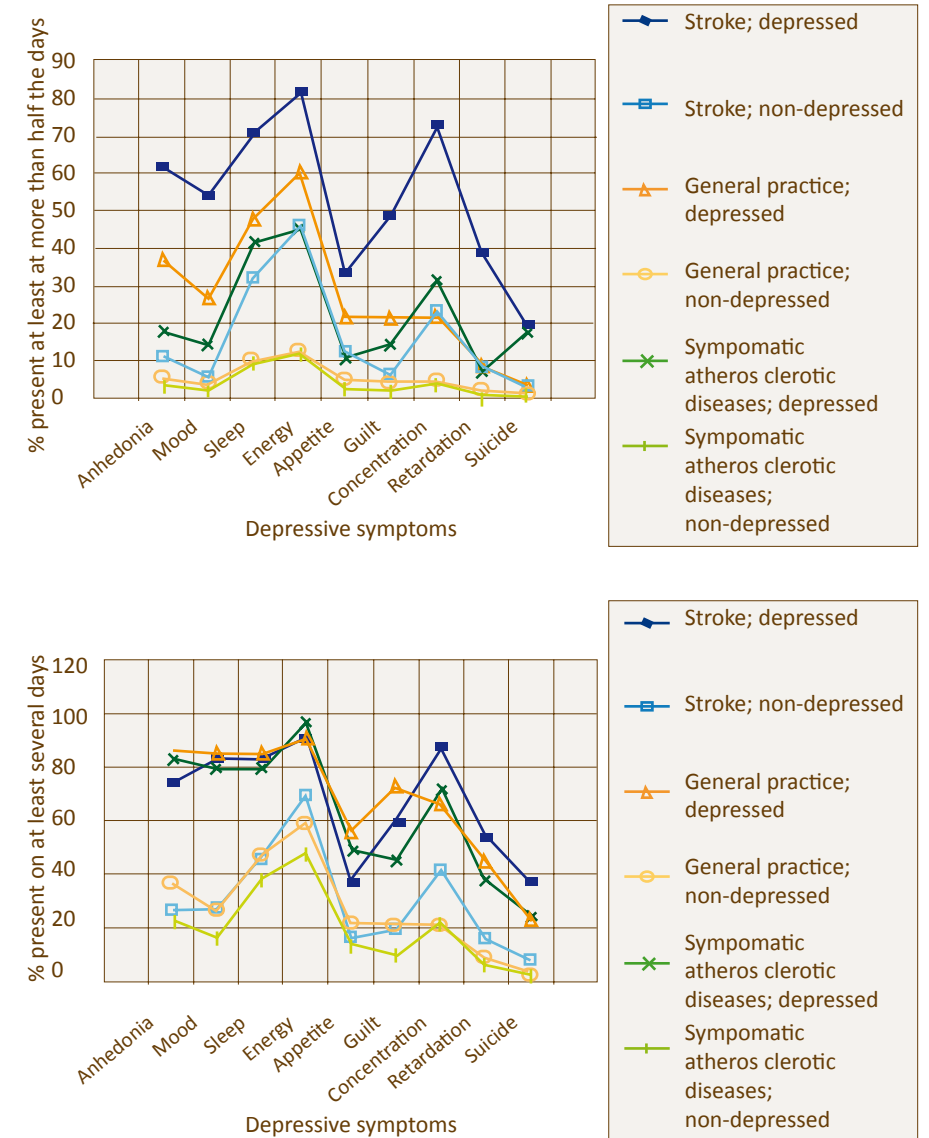 % present at least at more than half the days
90
80
70
60
50
40
30
20
10
0
Anhedonia
Mood
Sleep
Energy
Appetite
Guilt
Concentration
Retardation
Suicide
Depressive symptoms
Stroke; depressed
Stroke; non-depressed
General practice;
depressed
General practice;
non-depressed
Sympomatic
atheros clerotic
diseases; depressed
Sympomatic
atheros clerotic
diseases;
non-depressed
% present on at least several days
120
100
80
60
40
20
0
Anhedonia
Mood
Sleep
Energy
Appetite
Guilt
Concentration
Retardation
Suicide
Depressive symptoms
Stroke; depressed
Stroke; non-depressed
General practice;
depressed
General practice;
non-depressed
Sympomatic
atheros clerotic
diseases; depressed
Sympomatic
atheros clerotic
diseases;
non-depressed